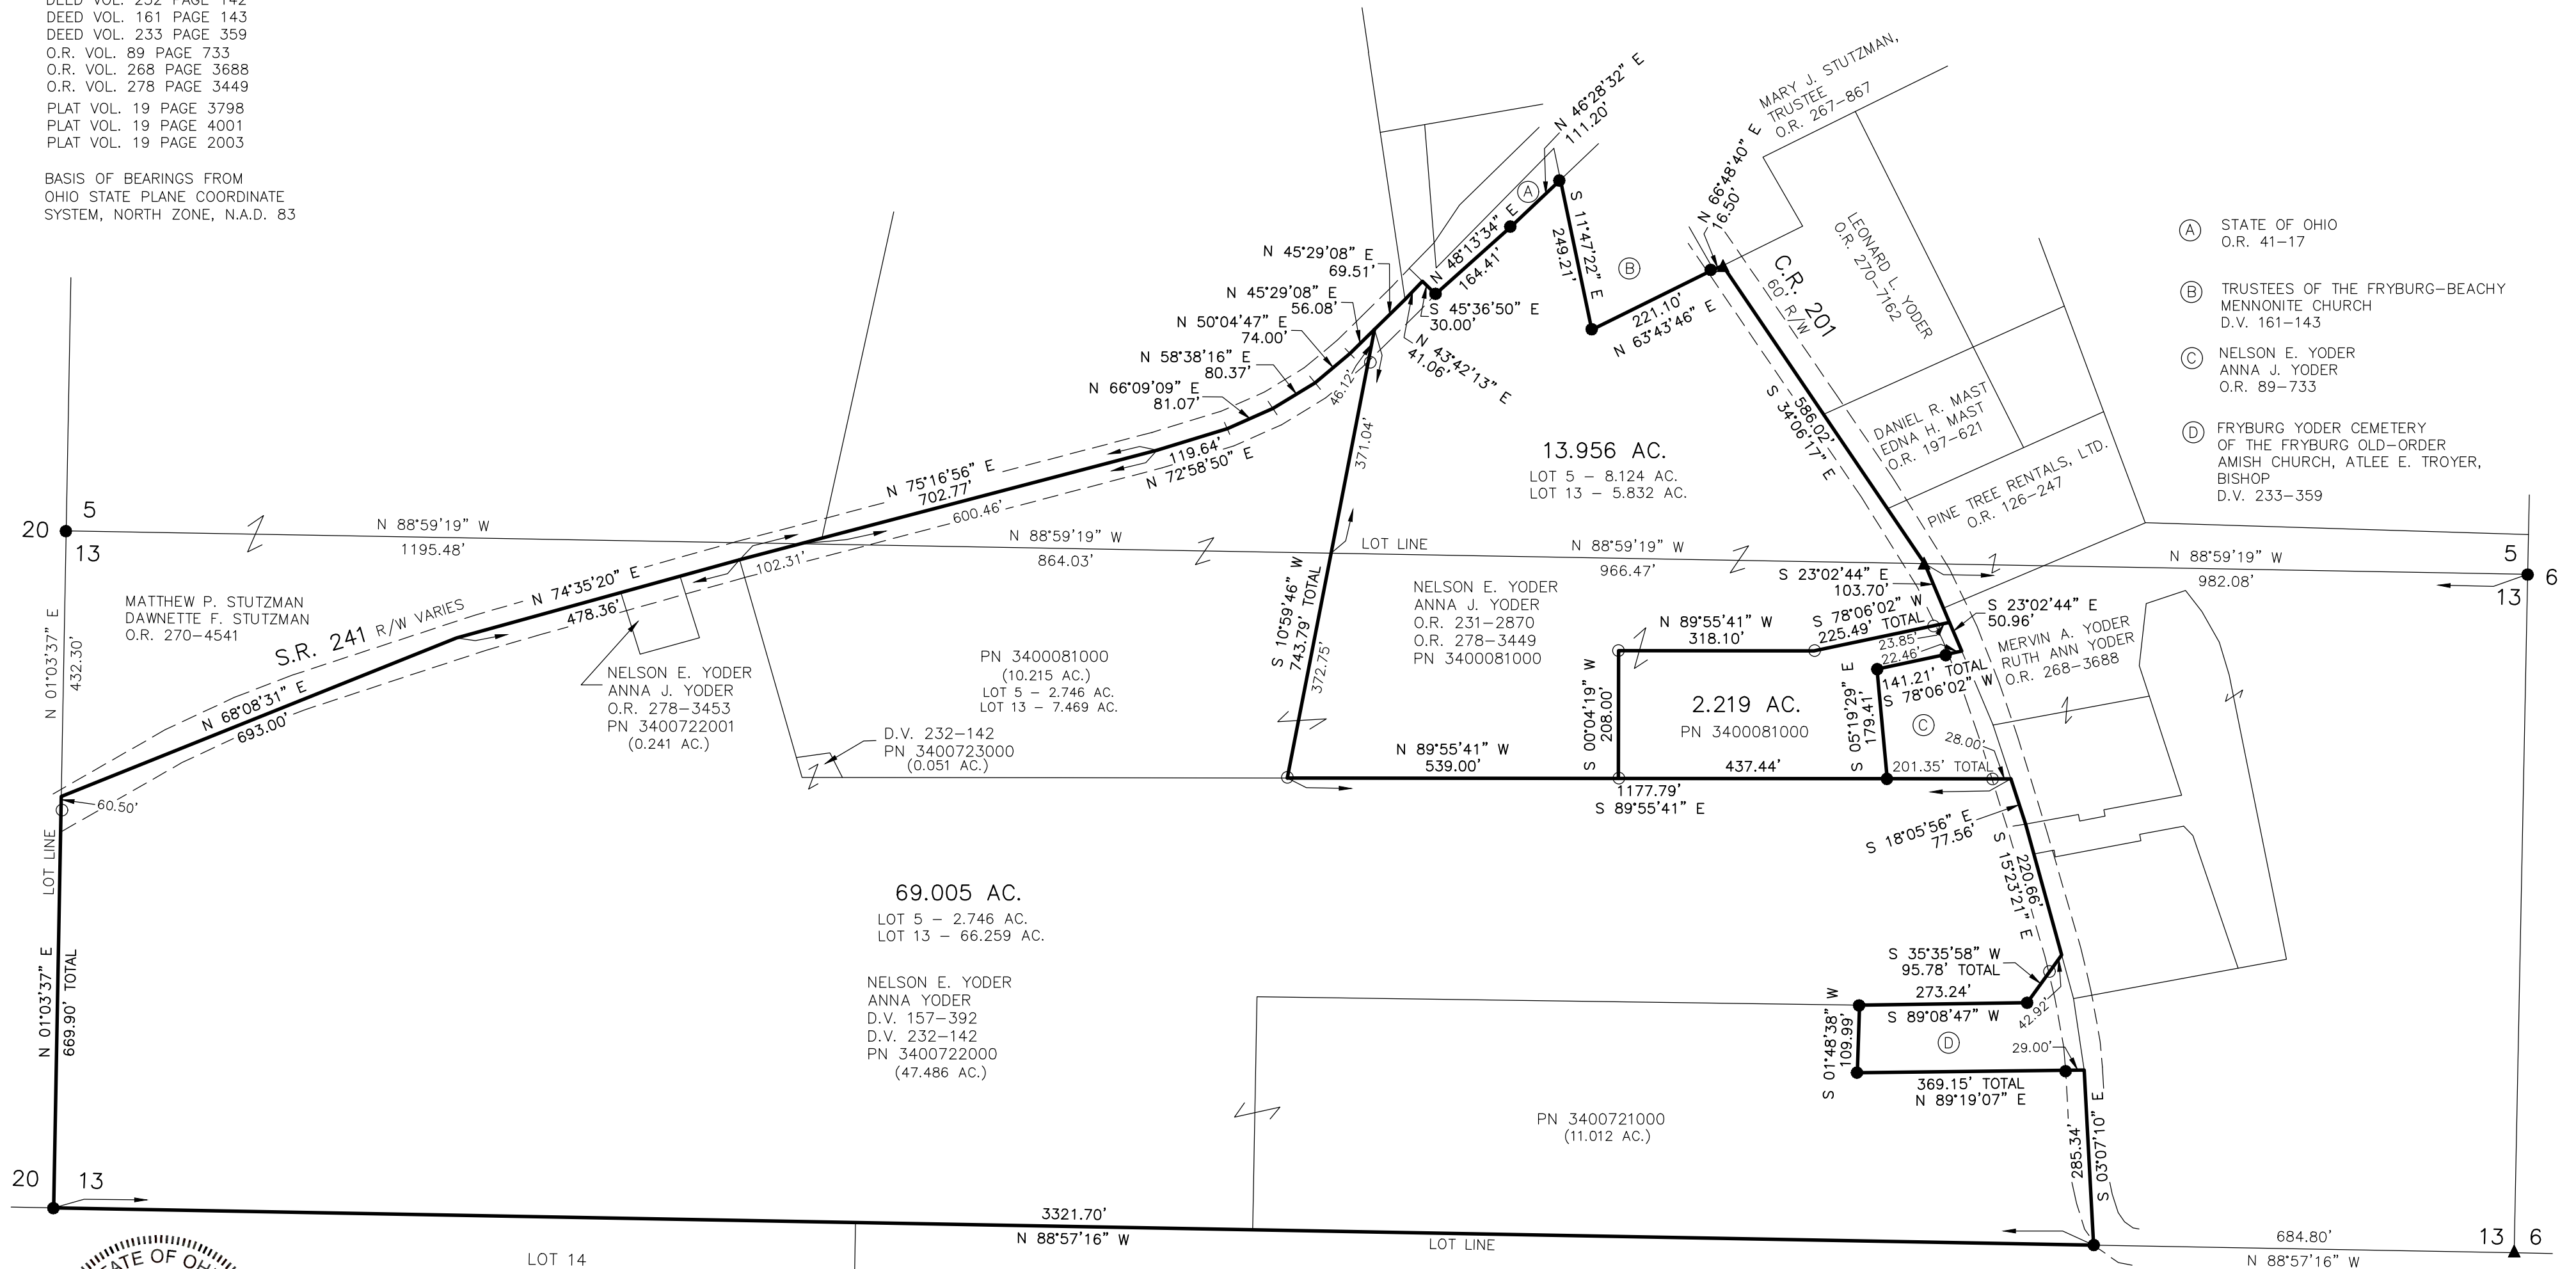 DEED VOL. 232 PAGE 142
DEED VOL. 161 PAGE 143
DEED VOL. 233 PAGE 359
O.R. VOL. 89 PAGE 733
O.R. VOL. 268 PAGE 3688
O.R. VOL. 278 PAGE 3449
PLAT VOL. 19 PAGE 3798
PLAT VOL. 19 PAGE 4001
PLAT VOL. 19 PAGE 2003
BASIS OF BEARINGS FROM
OHIO STATE PLANE COORDINATE
SYSTEM, NORTH ZONE, N.A.D. 83
N 46°28'32" E
111.20'
N 66°48'40" E
16.50'
MARY J. STUTZMAN,
TRUSTEE
O.R. 267-867
LEONARD L. YODER
O.R. 270-7162
C.R. 201
60' R/W
A STATE OF OHIO
O.R. 41-17
B TRUSTEES OF THE FRYBURG-BEACHY
MENNONITE CHURCH
D.V. 161-143
C NELSON E. YODER
ANNA J. YODER
O.R. 89-733
D FRYBURG YODER CEMETERY
OF THE FRYBURG OLD-ORDER
AMISH CHURCH, ATLEE E. TROYER,
BISHOP
D.V. 233-359
A
N 48°13'34" E
164.41'
S 11°47'22" E
249.21'
B
221.10'
N 63°43'46" E
N 45°29'08" E
69.51'
N 45°29'08" E
56.08'
N 50°04'47" E
74.00'
N 58°38'16" E
80.37'
N 66°09'09" E
81.07'
S 45°36'50" E
30.00'
N 43°42'13" E
41.06'
46.12'
371.04'
119.64'
N 72°58'50" E
N 75°16'56" E
702.77'
600.46'
586.02'
S 34°06'17" E
DANIEL R. MAST
EDNA H. MAST
O.R. 197-621
PINE TREE RENTALS, LTD.
O.R. 126-247
13.956 AC.
LOT 5 - 8.124 AC.
LOT 13 - 5.832 AC.
20
5
13
N 88°59'19" W
1195.48'
102.31'
N 88°59'19" W
864.03'
LOT LINE
N 88°59'19" W
966.47'
N 88°59'19" W
982.08'
5
6
13
N 01°03'37" E
432.30'
MATTHEW P. STUTZMAN
DAWNETTE F. STUTZMAN
O.R. 270-4541
S.R. 241 R/W VARIES
N 74°35'20" E
478.36'
N 68°08'31" E
693.00'
NELSON E. YODER
ANNA J. YODER
O.R. 278-3453
PN 3400722001
(0.241 AC.)
PN 3400081000
(10.215 AC.)
LOT 5 - 2.746 AC.
LOT 13 - 7.469 AC.
D.V. 232-142
PN 3400723000
(0.051 AC.)
S 10°59'46" W
743.79' TOTAL
372.75'
NELSON E. YODER
ANNA J. YODER
O.R. 231-2870
O.R. 278-3449
PN 3400081000
S 23°02'44" E
103.70'
S 23°02'44" E
50.96'
N 89°55'41" W
318.10'
S 78°06'02" W
225.49' TOTAL
23.85'
22.46'
141.21' TOTAL
S 78°06'02" W
MERVIN A. YODER
RUTH ANN YODER
O.R. 268-3688
S 00°04'19" W
208.00'
2.219 AC.
PN 3400081000
S 05°19'29" E
179.41'
C
28.00'
N 89°55'41" W
539.00'
437.44'
201.35' TOTAL
1177.79'
S 89°55'41" E
60.50'
LOT LINE
S 18°05'56" E
77.56'
220.66'
S 15°23'21" E
69.005 AC.
LOT 5 - 2.746 AC.
LOT 13 - 66.259 AC.
NELSON E. YODER
ANNA YODER
D.V. 157-392
D.V. 232-142
PN 3400722000
(47.486 AC.)
N 01°03'37" E
669.90' TOTAL
S 35°35'58" W
95.78' TOTAL
273.24'
S 89°08'47" W
42.92'
S 01°48'38" W
109.99'
D
29.00'
369.15' TOTAL
N 89°19'07" E
PN 3400721000
(11.012 AC.)
285.34'
S 03°07'10" E
20
13
3321.70'
N 88°57'16" W
LOT LINE
684.80'
N 88°57'16" W
13
6
LOT 14
STATE OF OHIO